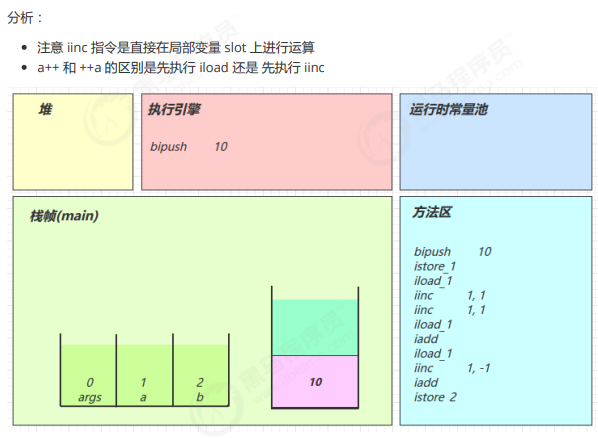 分析：
注意 iinc 指令是直接在局部变量 slot 上进行运算
a++ 和 ++a 的区别是先执行 iload 还是 先执行 iinc
堆
执行引擎
bipush 10
运行时常量池
栈帧(main)
0
args
1
a
2
b
10
方法区
bipush 10
istore_1
iload_1
iinc 1, 1
iinc 1, 1
iload_1
iadd
iload_1
iinc 1, -1
iadd
istore 2